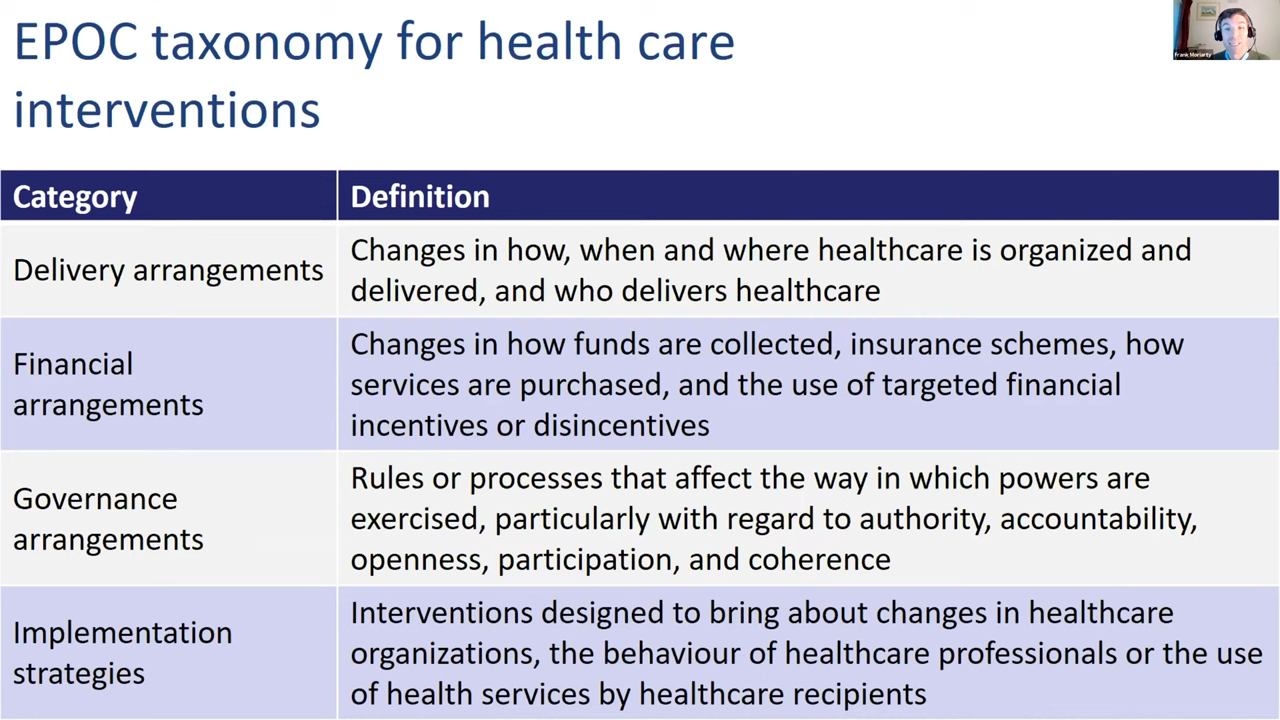 EPOC taxonomy for health care
interventions
Frank Moriarty
Category
Definition
Delivery arrangements
Changes in how, when and where healthcare is organized and
delivered, and who delivers healthcare
Financial
arrangements
Changes in how funds are collected, insurance schemes, how
services are purchased, and the use of targeted financial
incentives or disincentives
Governance
arrangements
Rules or processes that affect the way in which powers are
exercised, particularly with regard to authority, accountability,
openness, participation, and coherence
Implementation
strategies
Interventions designed to bring about changes in healthcare
organizations, the behaviour of healthcare professionals or the use
of health services by healthcare recipients